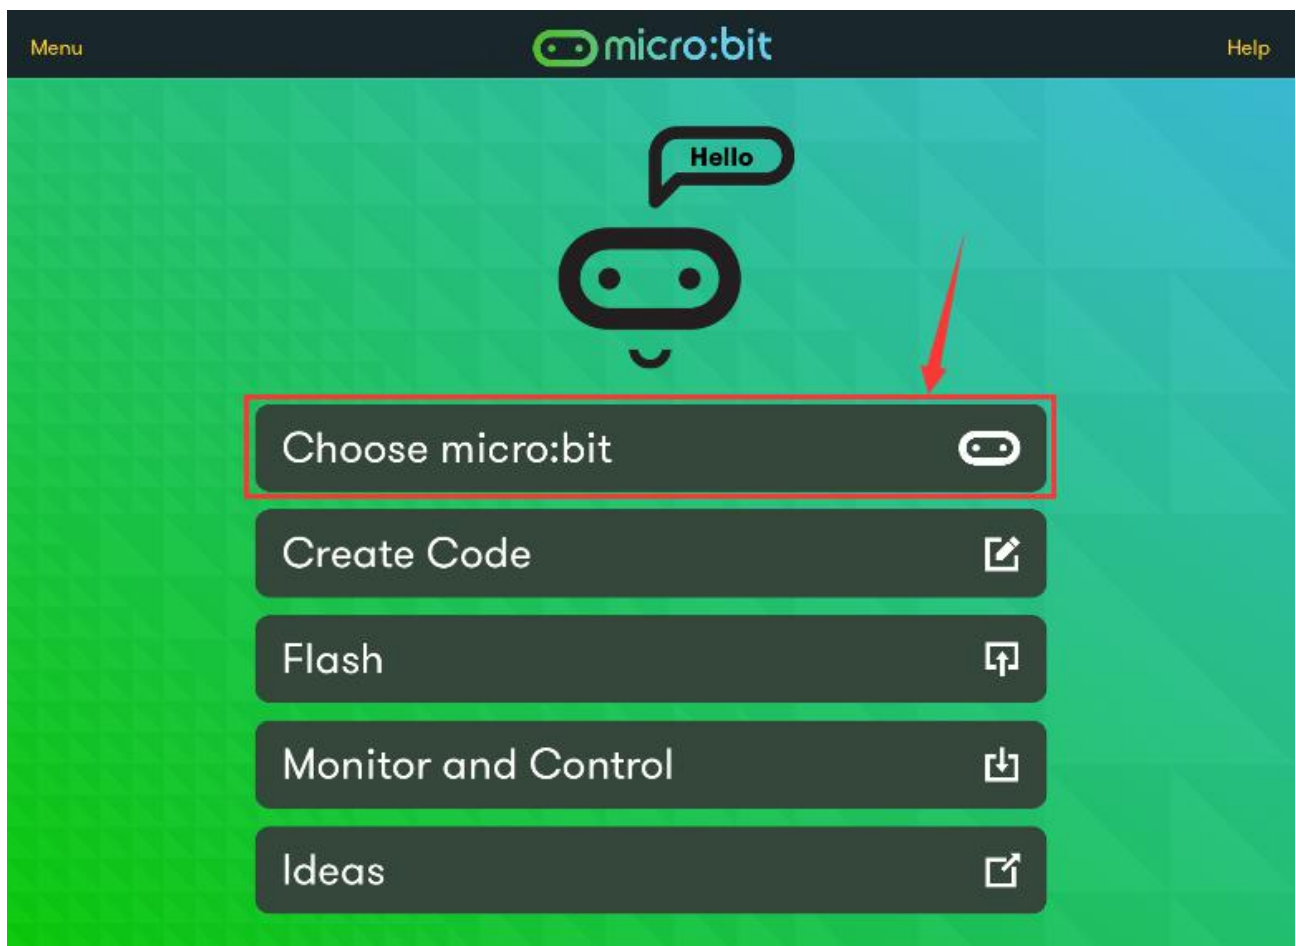 Menu
micro:bit
Help
Hello
Choose micro:bit
Create Code
Flash
Monitor and Control
Ideas